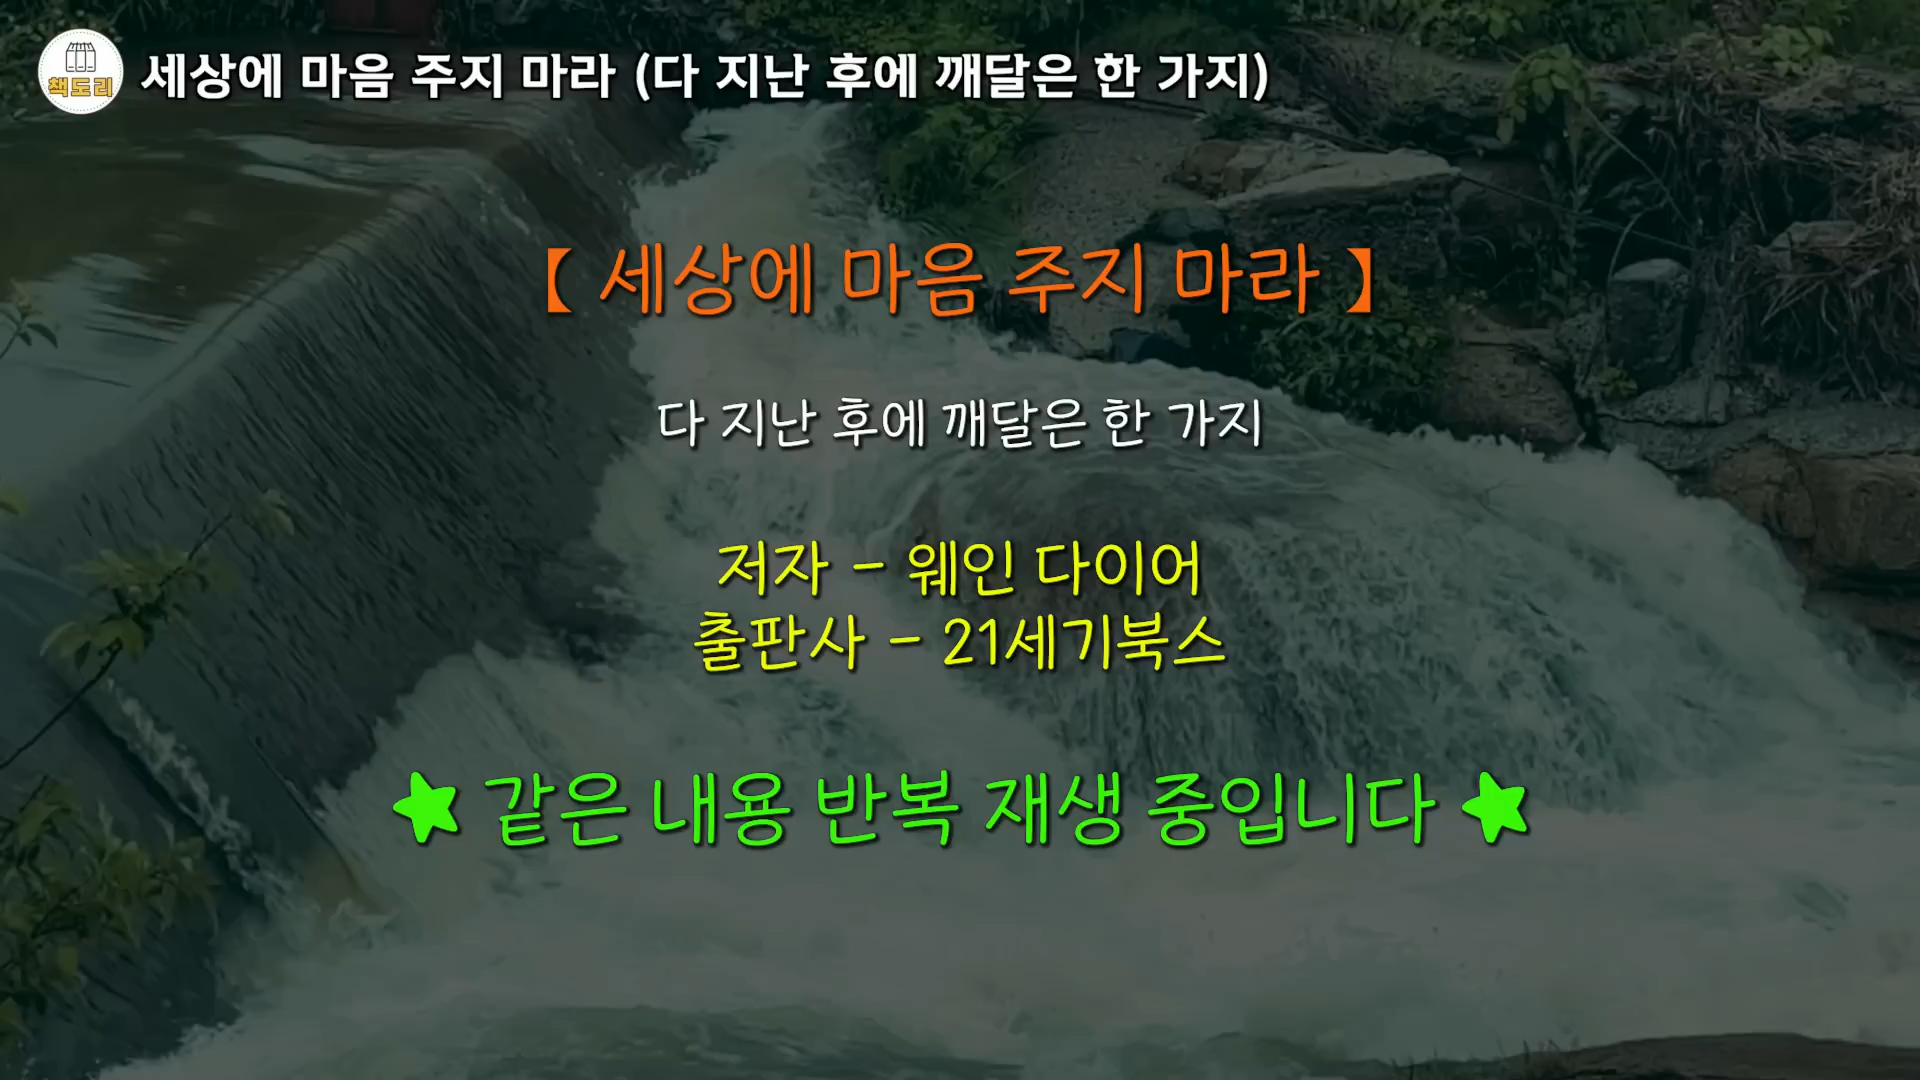 책도리
세상에 마음 주지 마라 (다 지난 후에 깨달은 한 가지)
【 세상에 마음 주지 마라 】
다 지난 후에 깨달은 한 가지
저자 - 웨인 다이어
출판사 - 21세기북스
★ 같은 내용 반복 재생 중입니다 ★